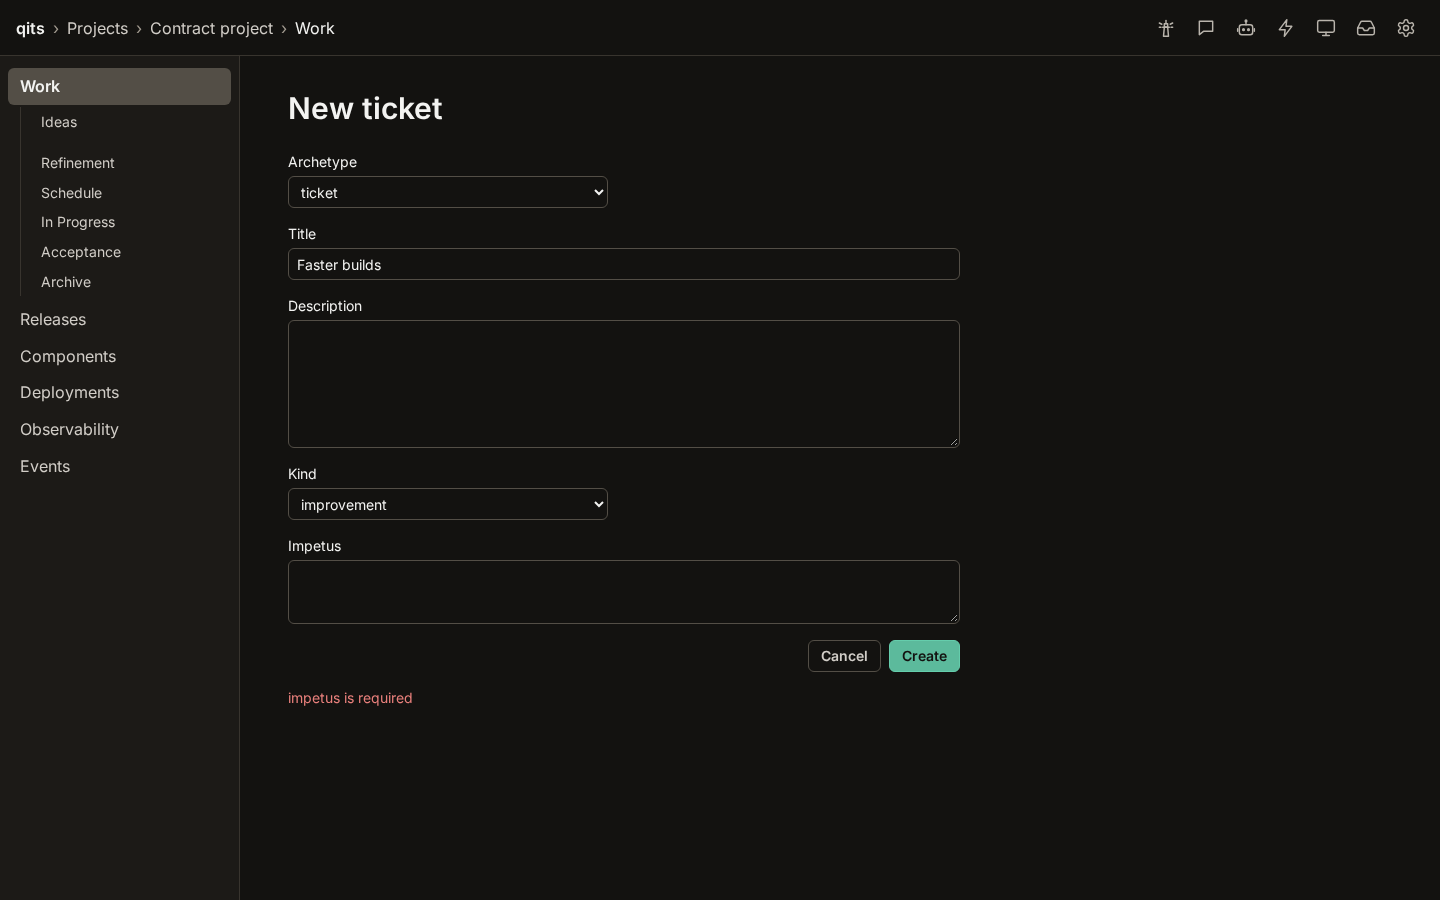 qits › Projects › Contract project › Work
Work
Ideas
Refinement
Schedule
In Progress
Acceptance
Archive
Releases
Components
Deployments
Observability
Events
New ticket
Archetype
ticket
Title
Faster builds
Description
Kind
improvement
Impetus
Cancel Create
impetus is required